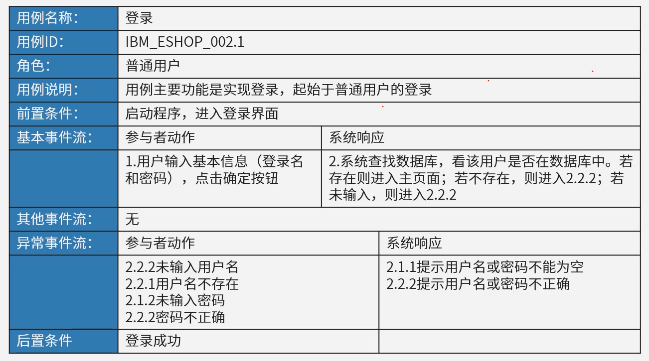 用例名称： 登录
用例ID： IBM_ESHOP_002.1
角色： 普通用户
用例说明： 用例主要功能是实现登录，起始于普通用户的登录
前置条件： 启动程序，进入登录界面
基本事件流： 参与者动作 系统响应
1.用户输入基本信息（登录名
和密码），点击确定按钮
2.系统查找数据库，看该用户是否在数据库中。若
存在则进入主页面；若不存在，则进入2.2.2；若
未输入，则进入2.2.2
其他事件流： 无
异常事件流： 参与者动作 系统响应
2.2.2未输入用户名
2.2.1用户名不存在
2.1.2未输入密码
2.2.2密码不正确
2.1.1提示用户名或密码不能为空
2.2.2提示用户名或密码不正确
后置条件 登录成功